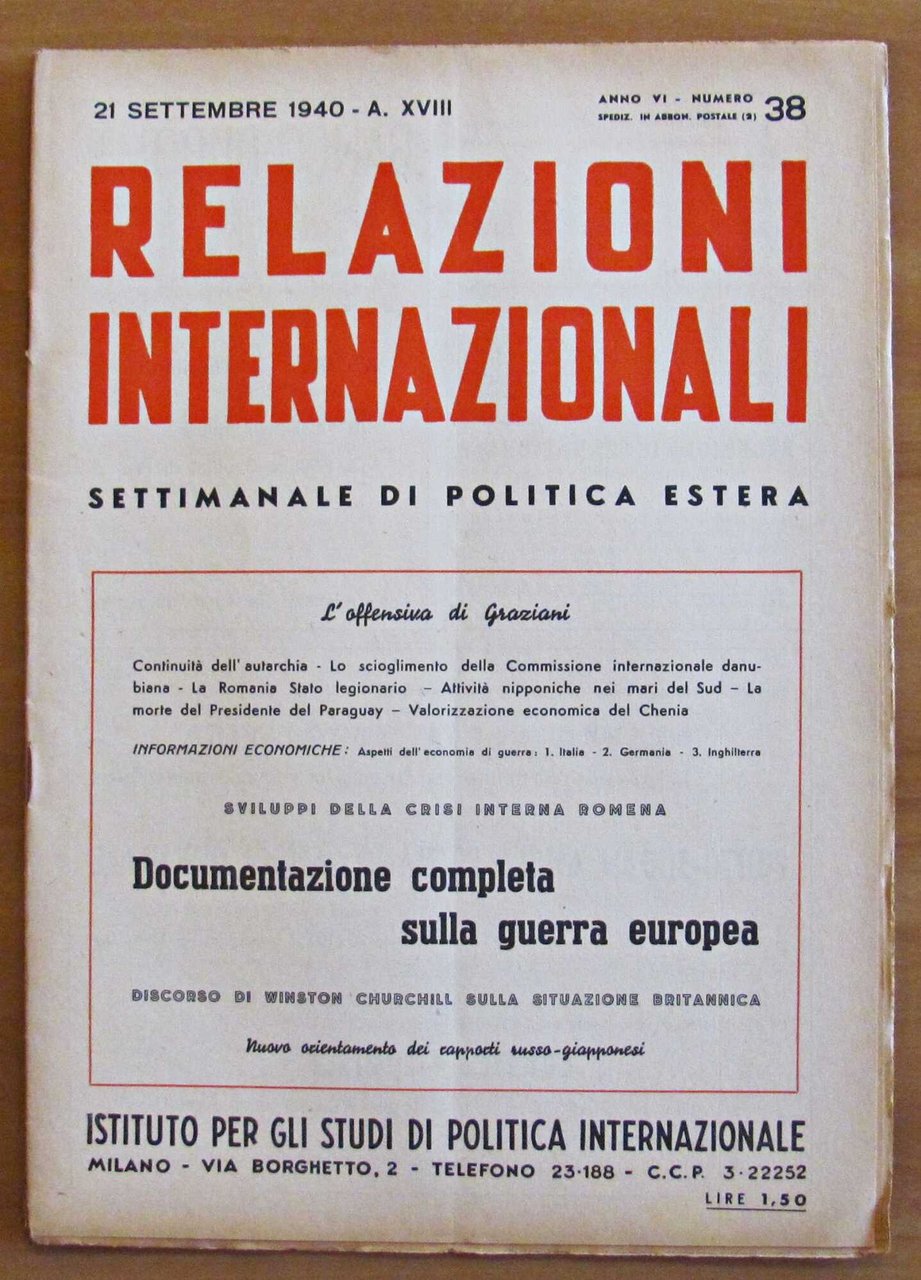 21 SETTEMBRE 1940 - A. XVIII
ANNO VI - NUMERO 38
SPEDIZ. IN ABBON. POSTALE (2)
RELAZIONI
INTERNAZIONALI
SETTIMANALE DI POLITICA ESTERA
L'offensiva di Graziani
Continuità dell'autarchia - Lo scioglimento della Commissione internazionale danu-
biana - La Romania Stato legionario - Attività nipponiche nei mari del Sud - La
morte del Presidente del Paraguay - Valorizzazione economica del Chenia
INFORMAZIONI ECONOMICHE: Aspetti dell'economia di guerra: 1. Italia - 2. Germania - 3. Inghilterra
SVILUPPI DELLA CRISI INTERNA ROMENA
Documentazione completa
sulla guerra europea
DISCORSO DI WINSTON CHURCHILL SULLA SITUAZIONE BRITANNICA
Nuovo orientamento dei rapporti russo-giapponesi
ISTITUTO PER GLI STUDI DI POLITICA INTERNAZIONALE
MILANO - VIA BORGHETTO, 2 - TELEFONO 23-188 - C.C.P. 3-22252
LIRE 1,50